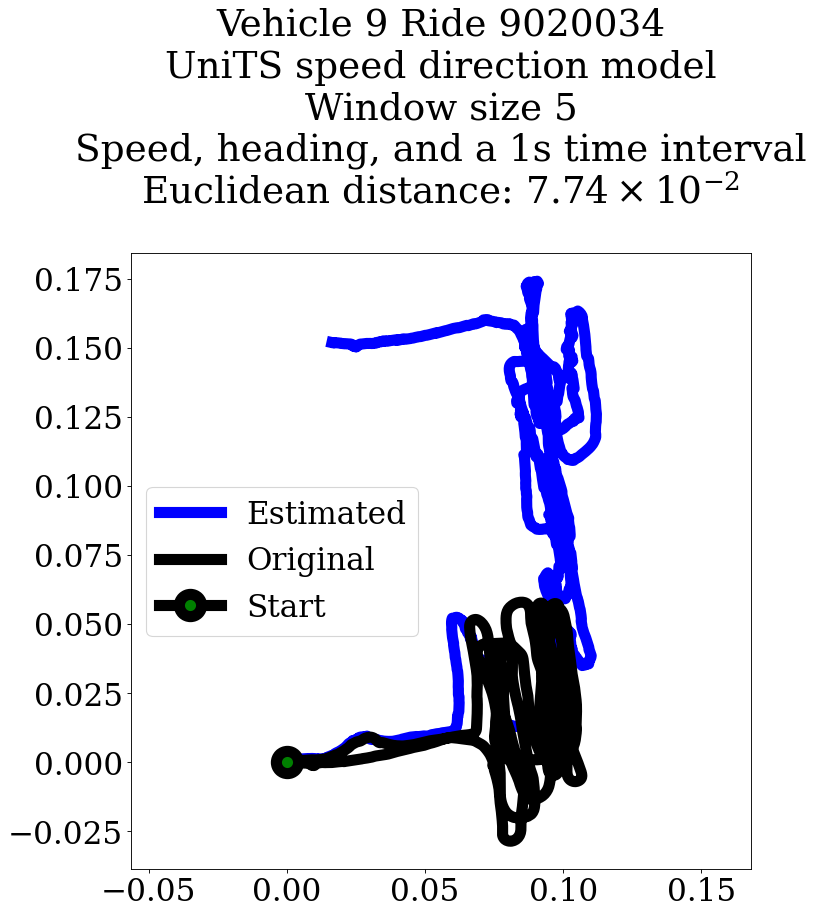 Vehicle 9 Ride 9020034
UniTS speed direction model
Window size 5
Speed, heading, and a 1s time interval
Euclidean distance: 7.74 × 10⁻²
0.175
0.150
0.125
0.100
0.075
0.050
0.025
0.000
−0.025
Estimated
Original
Start
−0.05 0.00 0.05 0.10 0.15